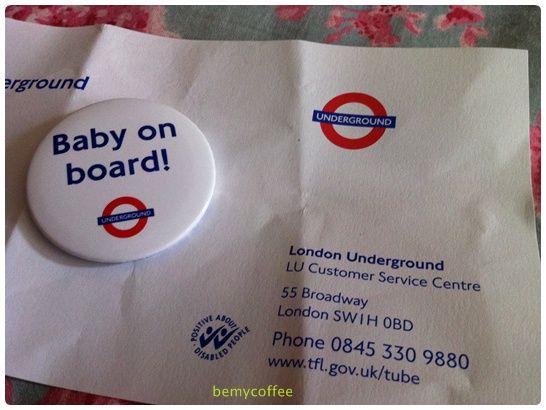 erground
Baby on
board!
UNDERGROUND
UNDERGROUND
London Underground
LU Customer Service Centre
55 Broadway
London SW1H 0BD
Phone 0845 330 9880
www.tfl.gov.uk/tube
POSITIVE ABOUT
DISABLED PEOPLE
bemycoffee